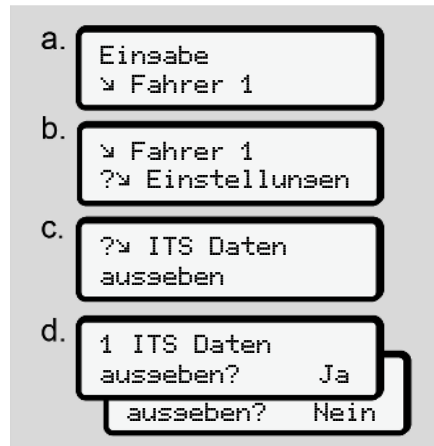 a.
Eingabe
↘ Fahrer 1
b.
↘ Fahrer 1
?↘ Einstellungen
c.
?↘ ITS Daten
ausgeben
d.
1 ITS Daten
ausgeben? Ja
ausgeben? Nein